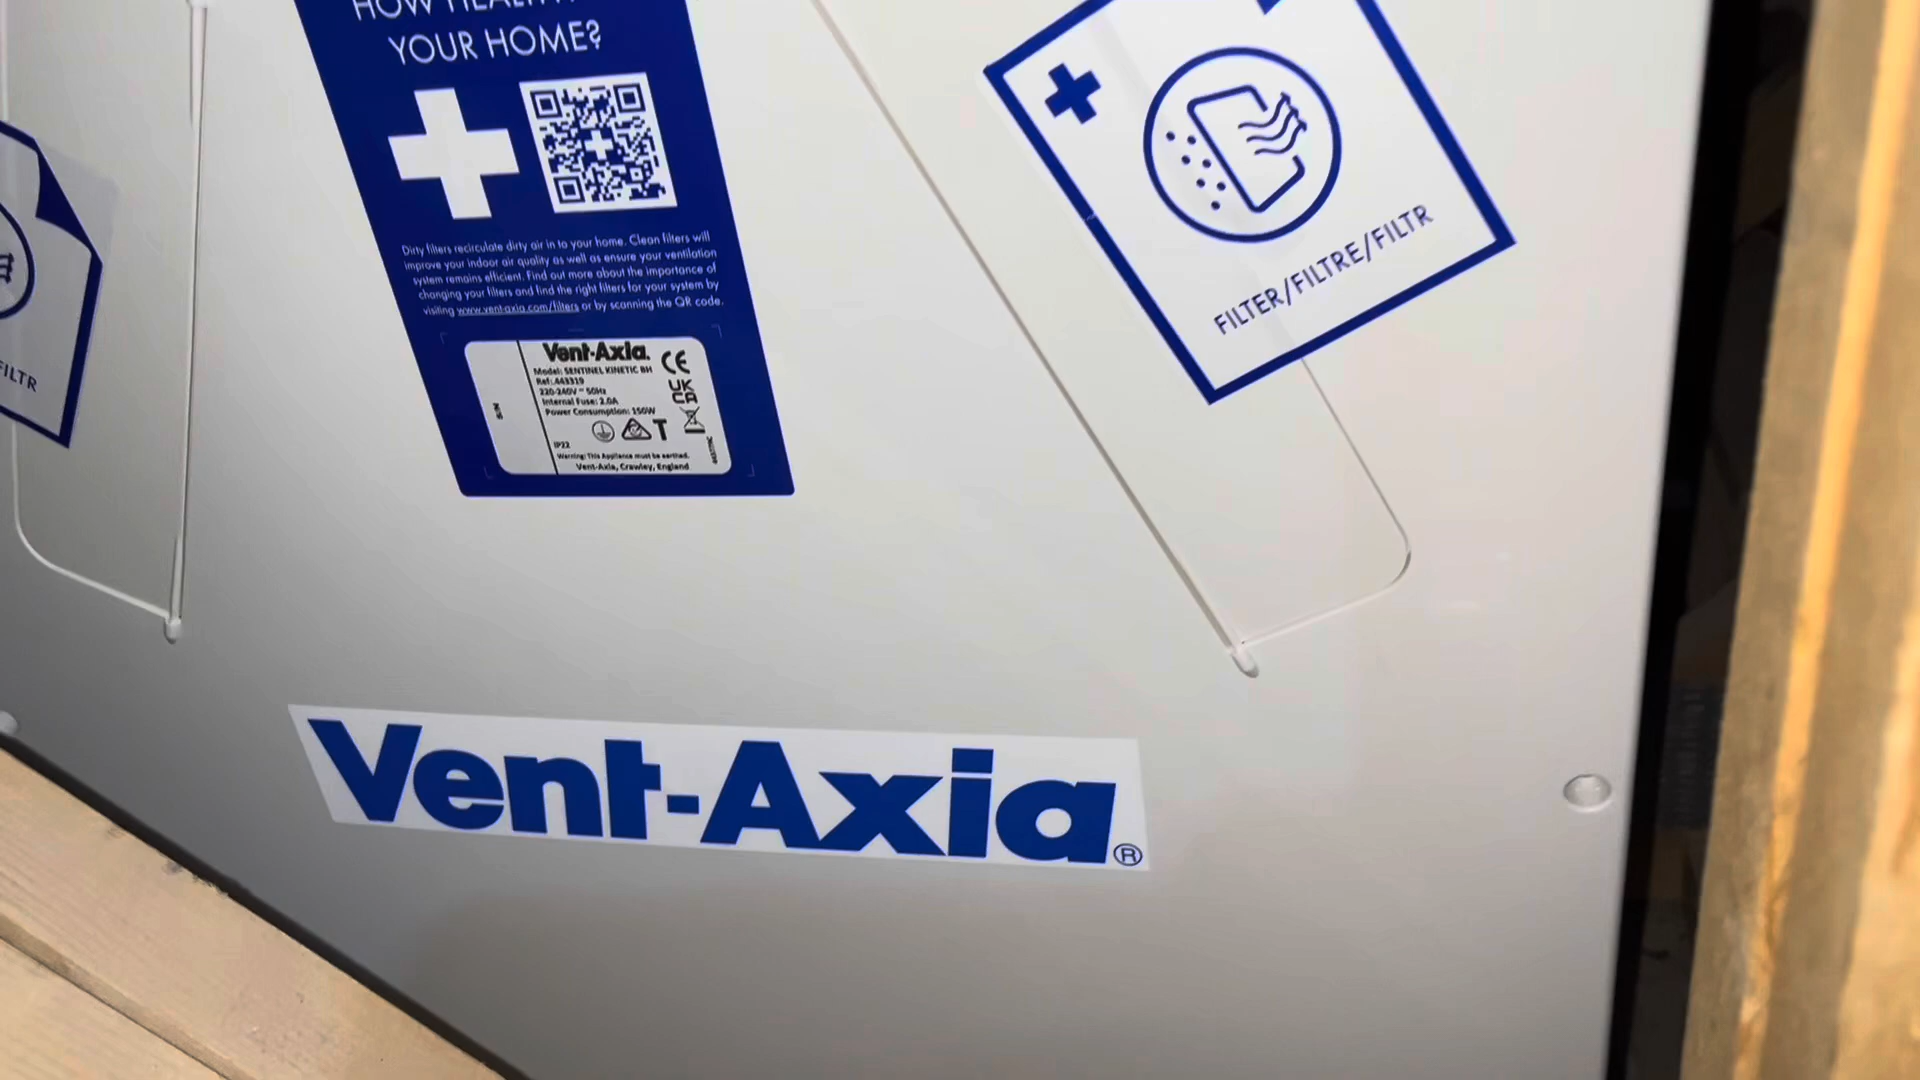 YOUR HOME?
Dirty filters recirculate dirty air in to your home. Clean filters will
improve your indoor air quality as well as ensure your ventilation
system remains efficient. Find out more about the importance of
changing your filters and find the right filters for your system by
visiting www.vent-axia.com/filters or by scanning the QR code.
Vent-Axia.
Model: SENTINEL KINETIC BH
Ref: 443319
220-240V ~ 50Hz
Internal Fuse: 2.0A
Power Consumption: 150W
CE
UK
CA
S/N
T
IP22
Warning: This Appliance must be earthed.
Vent-Axia, Crawley, England
FILTER/FILTRE/FILTR
FILTR
Vent-Axia®